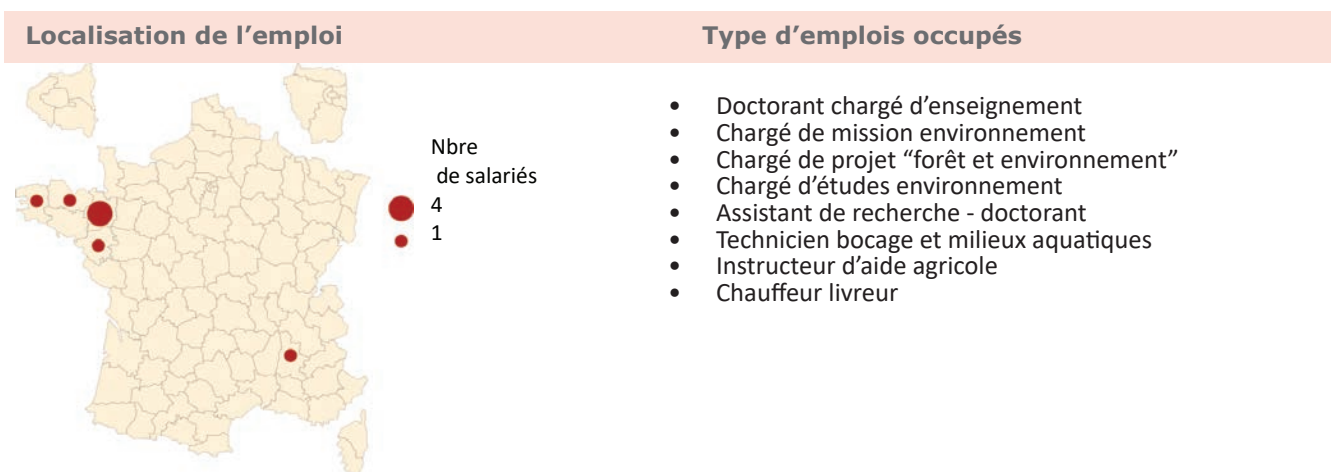 Localisation de l’emploi
Nbre
de salariés
4
1
Type d’emplois occupés
• Doctorant chargé d’enseignement
• Chargé de mission environnement
• Chargé de projet “forêt et environnement”
• Chargé d’études environnement
• Assistant de recherche - doctorant
• Technicien bocage et milieux aquatiques
• Instructeur d’aide agricole
• Chauffeur livreur